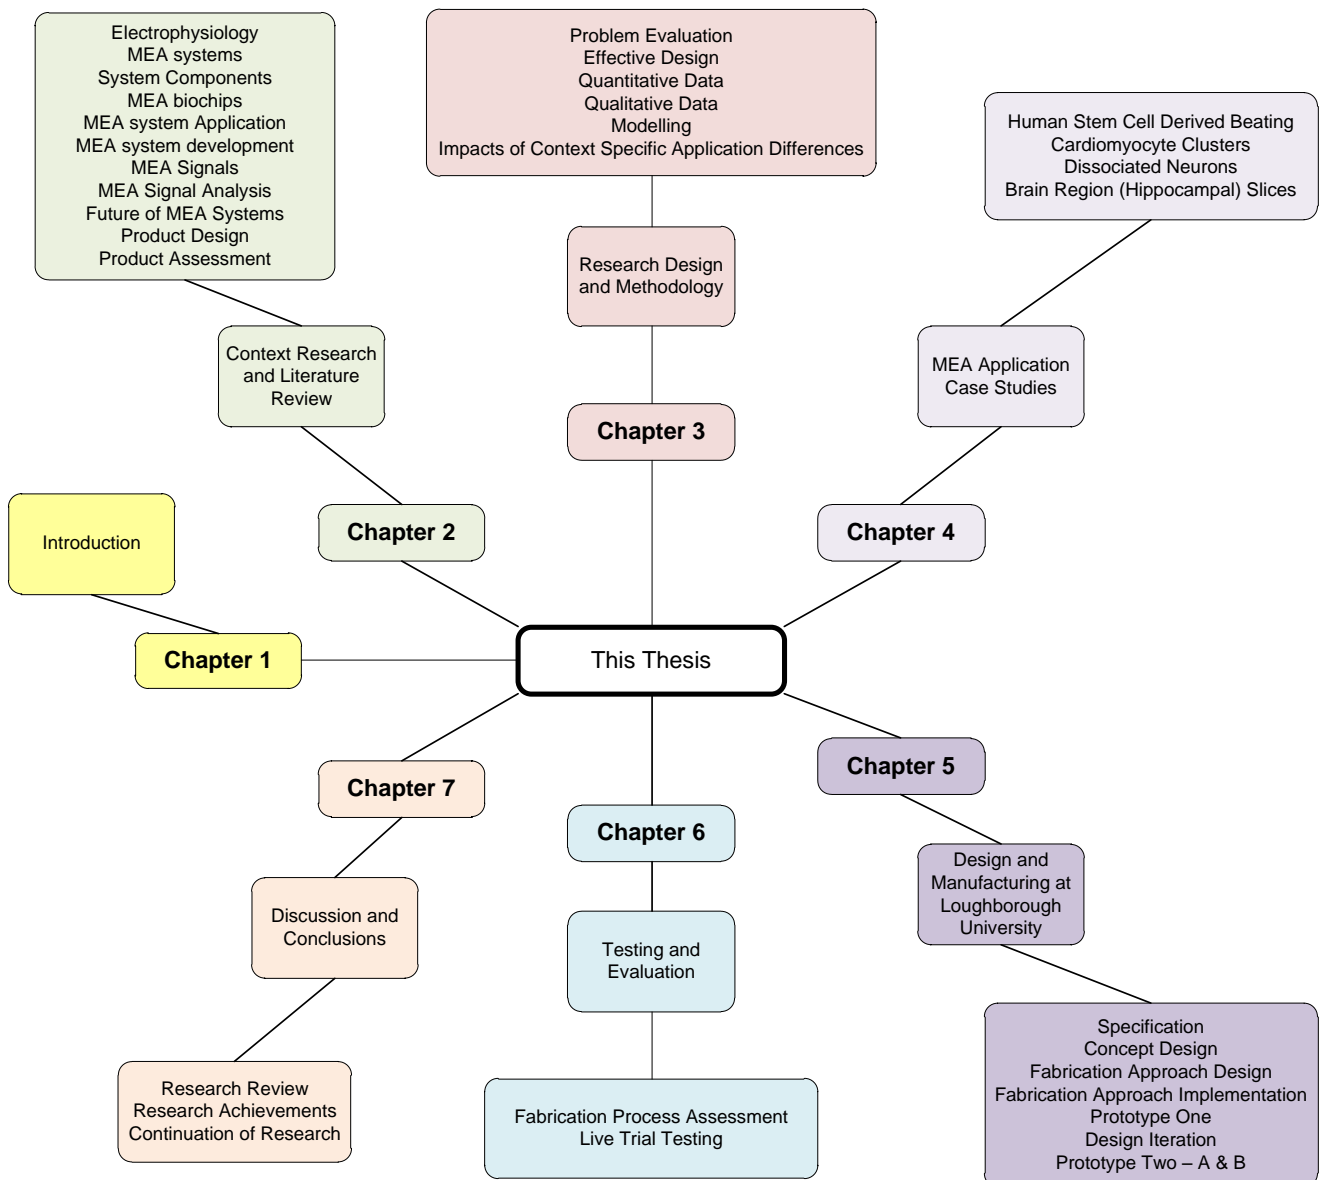 Electrophysiology
MEA systems
System Components
MEA biochips
MEA system Application
MEA system development
MEA Signals
MEA Signal Analysis
Future of MEA Systems
Product Design
Product Assessment
Problem Evaluation
Effective Design
Quantitative Data
Qualitative Data
Modelling
Impacts of Context Specific Application Differences
Human Stem Cell Derived Beating
Cardiomyocyte Clusters
Dissociated Neurons
Brain Region (Hippocampal) Slices
Research Design
and Methodology
Context Research
and Literature
Review
MEA Application
Case Studies
Chapter 3
Introduction
Chapter 2
Chapter 4
Chapter 1
This Thesis
Chapter 7
Chapter 6
Chapter 5
Discussion and
Conclusions
Testing and
Evaluation
Design and
Manufacturing at
Loughborough
University
Research Review
Research Achievements
Continuation of Research
Fabrication Process Assessment
Live Trial Testing
Specification
Concept Design
Fabrication Approach Design
Fabrication Approach Implementation
Prototype One
Design Iteration
Prototype Two – A & B